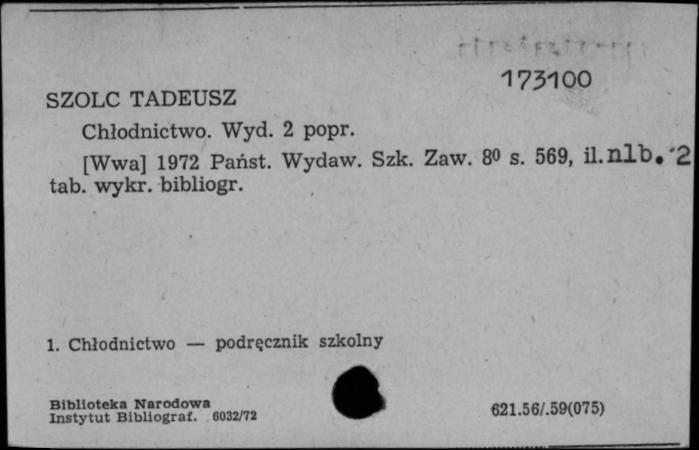 173100
SZOLC TADEUSZ
Chłodnictwo. Wyd. 2 popr.
[Wwa] 1972 Państ. Wydaw. Szk. Zaw. 8⁰ s. 569, il. nlb. 2
tab. wykr. bibliogr.
1. Chłodnictwo — podręcznik szkolny
Biblioteka Narodowa
Instytut Bibliograf. 6032/72
621.56/.59(075)